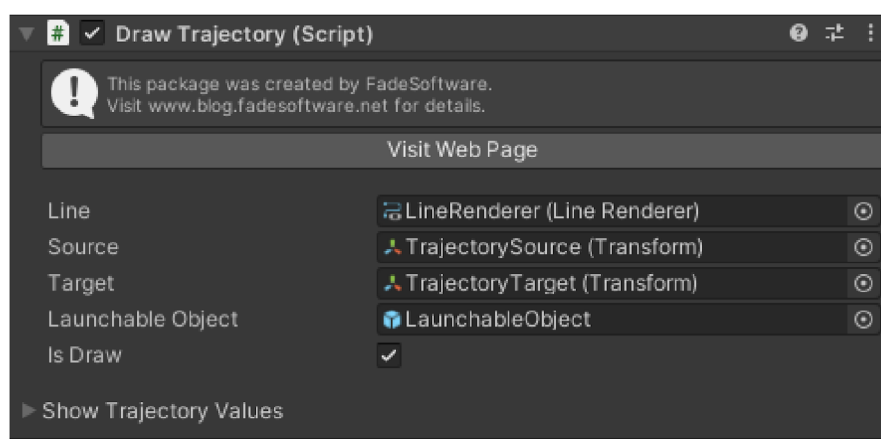 Draw Trajectory (Script)
This package was created by FadeSoftware.
Visit www.blog.fadesoftware.net for details.
Visit Web Page
Line LineRenderer (Line Renderer)
Source TrajectorySource (Transform)
Target TrajectoryTarget (Transform)
Launchable Object LaunchableObject
Is Draw
Show Trajectory Values